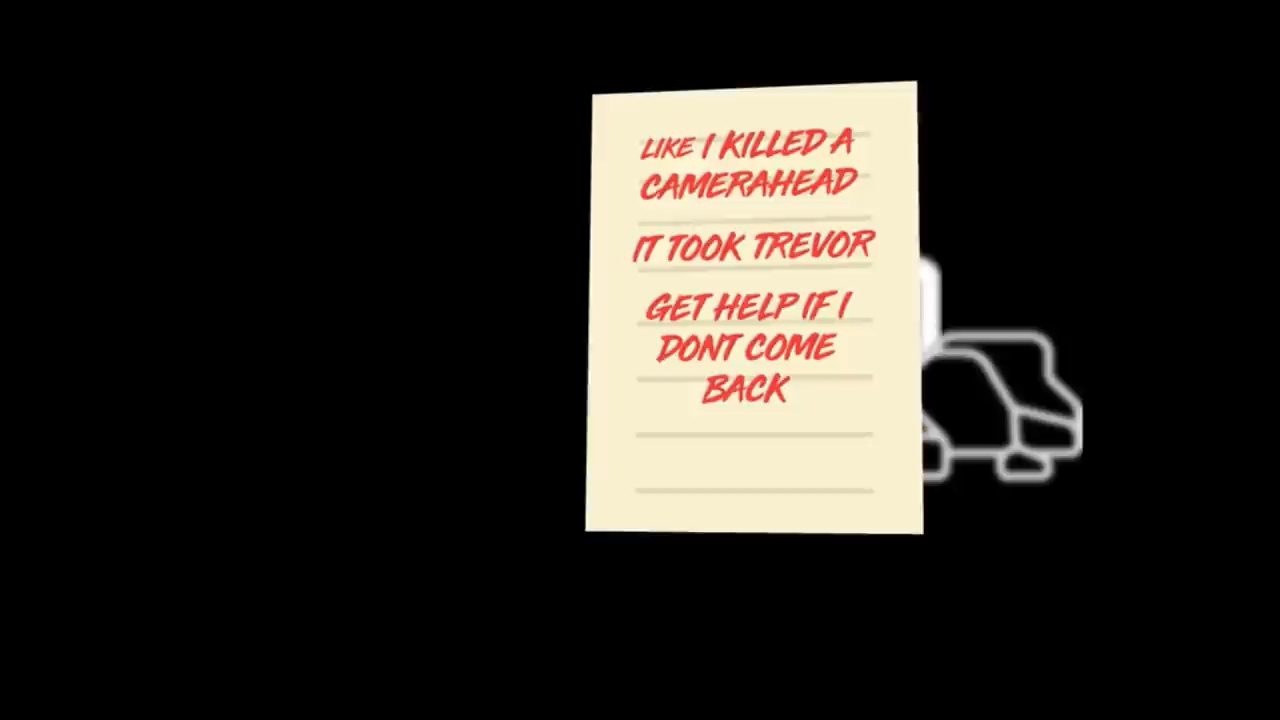 LIKE I KILLED A
CAMERAHEAD
IT TOOK TREVOR
GET HELP IF I
DONT COME
BACK